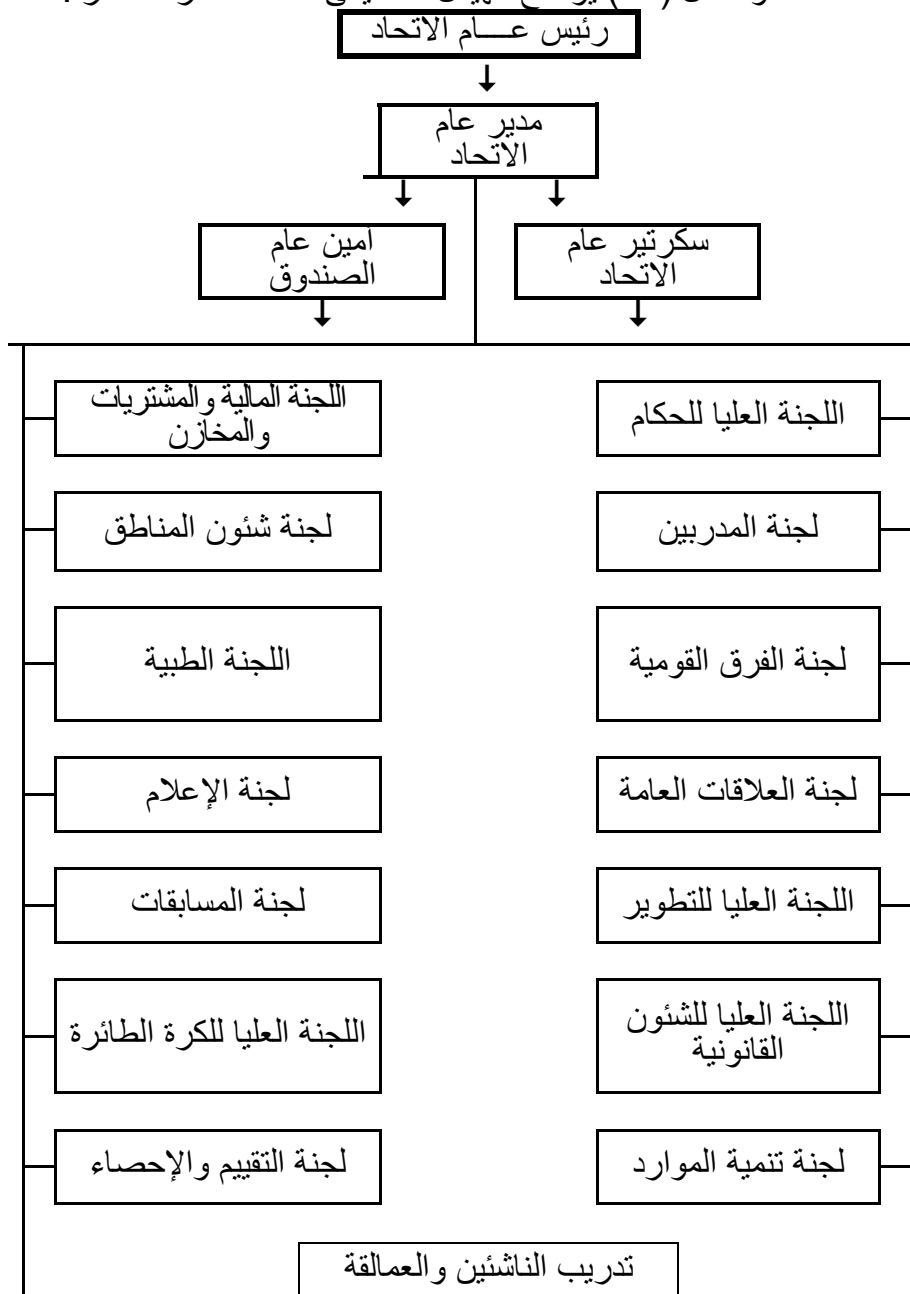 رئيس عـــام الاتحاد
مدير عام
الاتحاد
سكرتير عام
الاتحاد
أمين عام
الصندوق
اللجنة العليا للحكام
اللجنة المالية والمشتريات
والمخازن
لجنة المدربين
لجنة شئون المناطق
لجنة الفرق القومية
اللجنة الطبية
لجنة العلاقات العامة
لجنة الإعلام
اللجنة العليا للتطوير
لجنة المسابقات
اللجنة العليا للشئون
القانونية
اللجنة العليا للكرة الطائرة
لجنة تنمية الموارد
لجنة التقييم والإحصاء
تدريب الناشئين والعمالقة